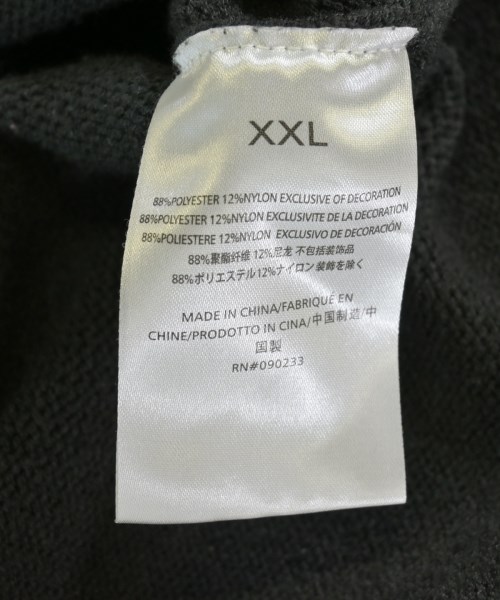 XXL
88%POLYESTER 12%NYLON EXCLUSIVE OF DECORATION
88%POLYESTER 12%NYLON EXCLUSIVITE DE LA DECORATION
88%POLIESTERE 12%NYLON EXCLUSIVO DE DECORACIÓN
88%聚酯纤维 12%尼龙 不包括装饰品
88%ポリエステル12%ナイロン 装飾を除く
MADE IN CHINA/FABRIQUÉ EN
CHINE/PRODOTTO IN CINA/中国制造/中
国製
RN#090233